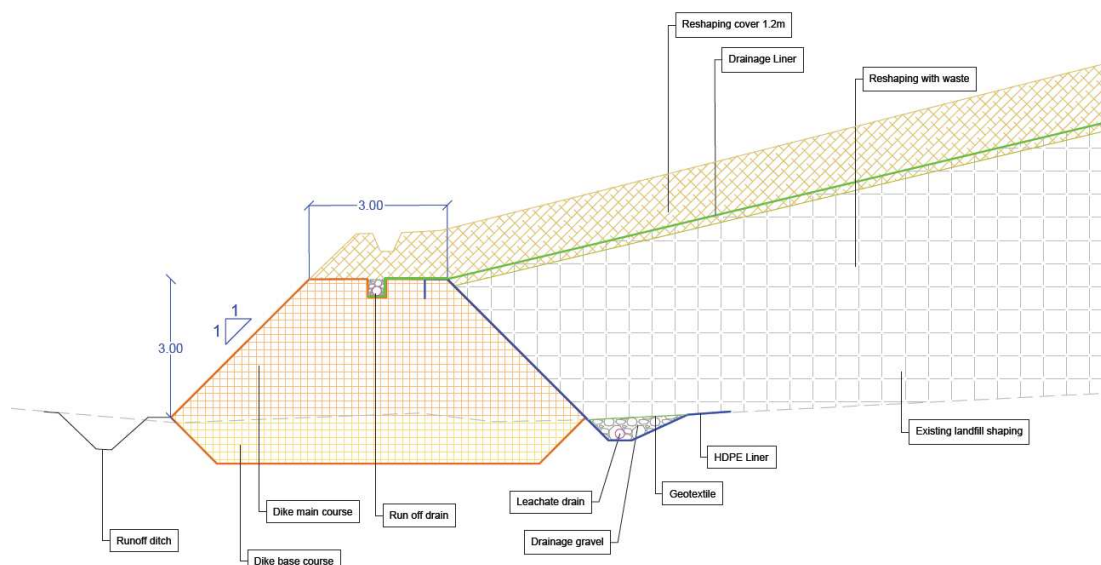 Reshaping cover 1.2m
Drainage Liner
Reshaping with waste
3.00
1
1
3.00
Existing landfill shaping
HDPE Liner
Geotextile
Leachate drain
Dike main course
Run off drain
Runoff ditch
Drainage gravel
Dike base course